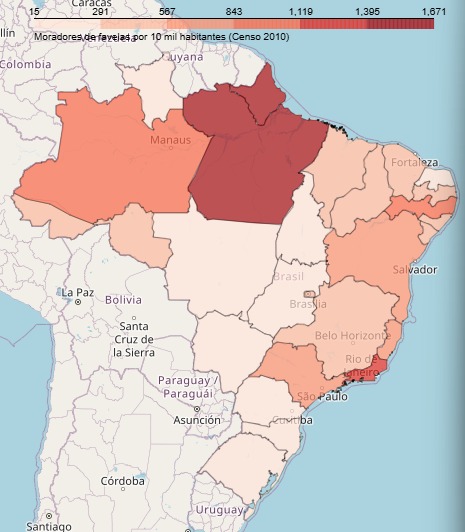 Caracas
15 291 567 843 1,119 1,395 1,671
Moradores de favelas por 10 mil habitantes (Censo 2010)
Venezuela
llín
Guyana
Colombia
Manaus
Fortaleza
Salvador
Brasil
Brasília
La Paz
Bolivia
Santa
Cruz de
la Sierra
Belo Horizonte
Rio de
Janeiro
São Paulo
Paraguay /
Paraguái
Asunción
Curitiba
Córdoba
Uruguay
Santiago